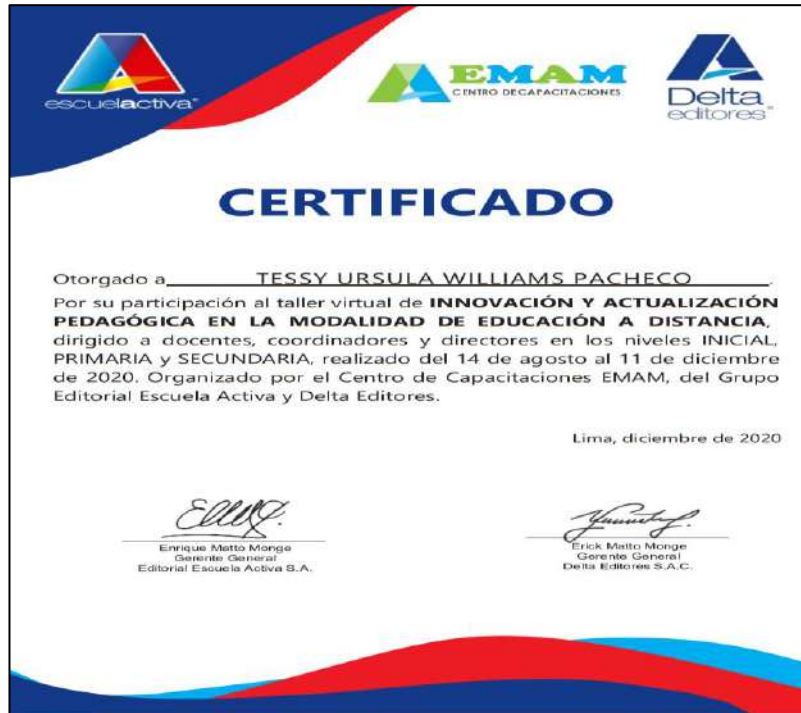 escuelactiva
EMAM
CENTRO DE CAPACITACIONES
Delta
editores
CERTIFICADO
Otorgado a TESSY URSULA WILLIAMS PACHECO.
Por su participación al taller virtual de INNOVACIÓN Y ACTUALIZACIÓN
PEDAGÓGICA EN LA MODALIDAD DE EDUCACIÓN A DISTANCIA,
dirigido a docentes, coordinadores y directores en los niveles INICIAL,
PRIMARIA y SECUNDARIA, realizado del 14 de agosto al 11 de diciembre
de 2020. Organizado por el Centro de Capacitaciones EMAM, del Grupo
Editorial Escuela Activa y Delta Editores.
Lima, diciembre de 2020
Enrique Matto Monge
Gerente General
Editorial Escuela Activa S.A.
Erick Matto Monge
Gerente General
Delta Editores S.A.C.